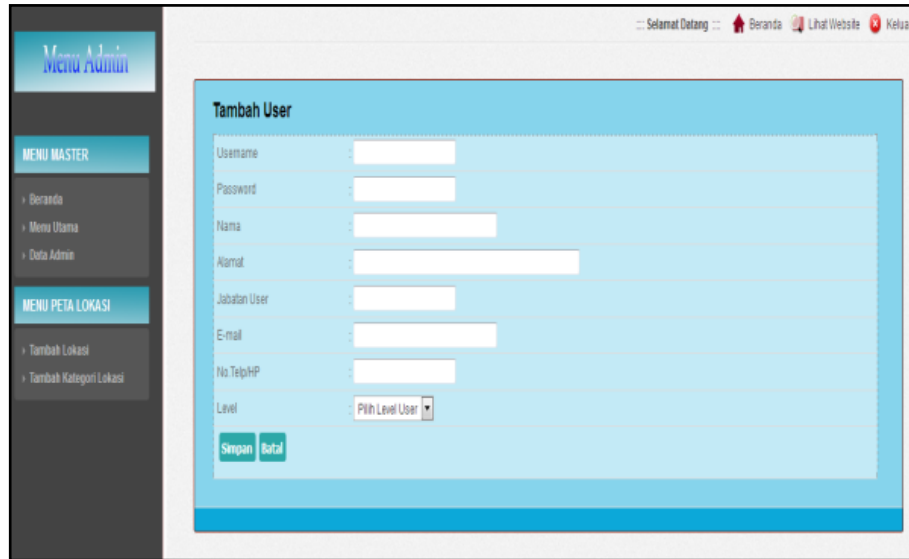 ::: Selamat Datang ::: Beranda Lihat Website Kelua
Menu Admin
MENU MASTER
› Beranda
› Menu Utama
› Data Admin
MENU PETA LOKASI
› Tambah Lokasi
› Tambah Kategori Lokasi
Tambah User
Username :
Password :
Nama :
Alamat :
Jabatan User :
E-mail :
No.Telp/HP :
Level : Pilih Level User
Simpan Batal